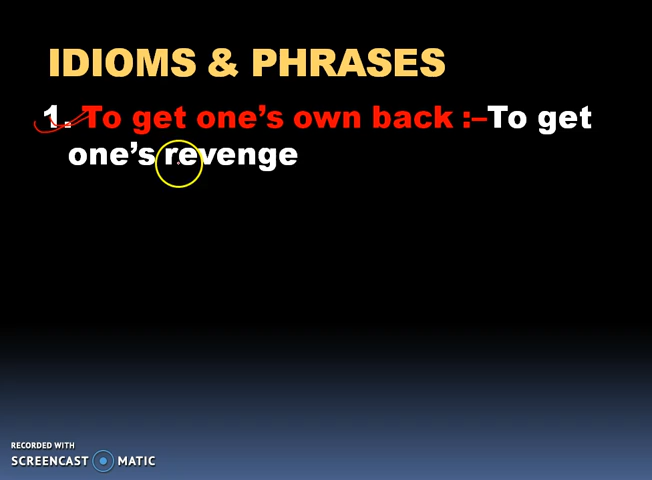 IDIOMS & PHRASES
1. To get one's own back :–To get
one's revenge
RECORDED WITH
SCREENCAST MATIC